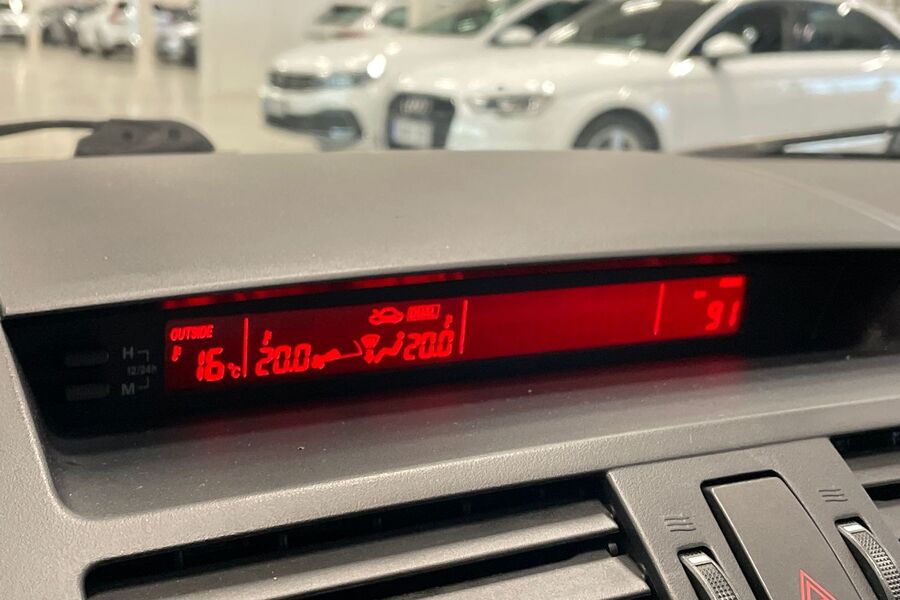 OUTSIDE
16°C
20.0
20.0
91
H
12/24h
M